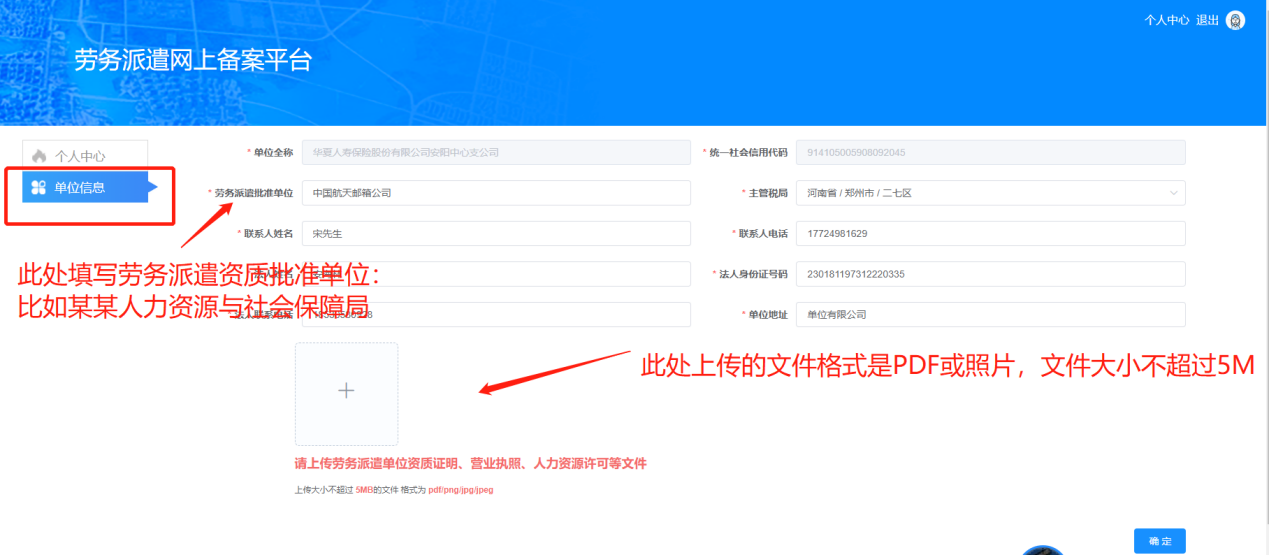 个人中心 退出
劳务派遣网上备案平台
个人中心
* 单位全称 华夏人寿保险股份有限公司安阳中心支公司 * 统一社会信用代码 914105005908092045
单位信息
* 劳务派遣批准单位 中国航天邮箱公司 * 主管税局 河南省 / 郑州市 / 二七区
* 联系人姓名 宋先生 * 联系人电话 17724981629
此处填写劳务派遣资质批准单位：
* 法人身份证号码 230181197312220335
比如某某人力资源与社会保障局
* 法人联系电话 * 单位地址 单位有限公司
此处上传的文件格式是PDF或照片，文件大小不超过5M
请上传劳务派遣单位资质证明、营业执照、人力资源许可等文件
上传大小不超过 5MB的文件 格式为 pdf/png/jpg/jpeg
确 定